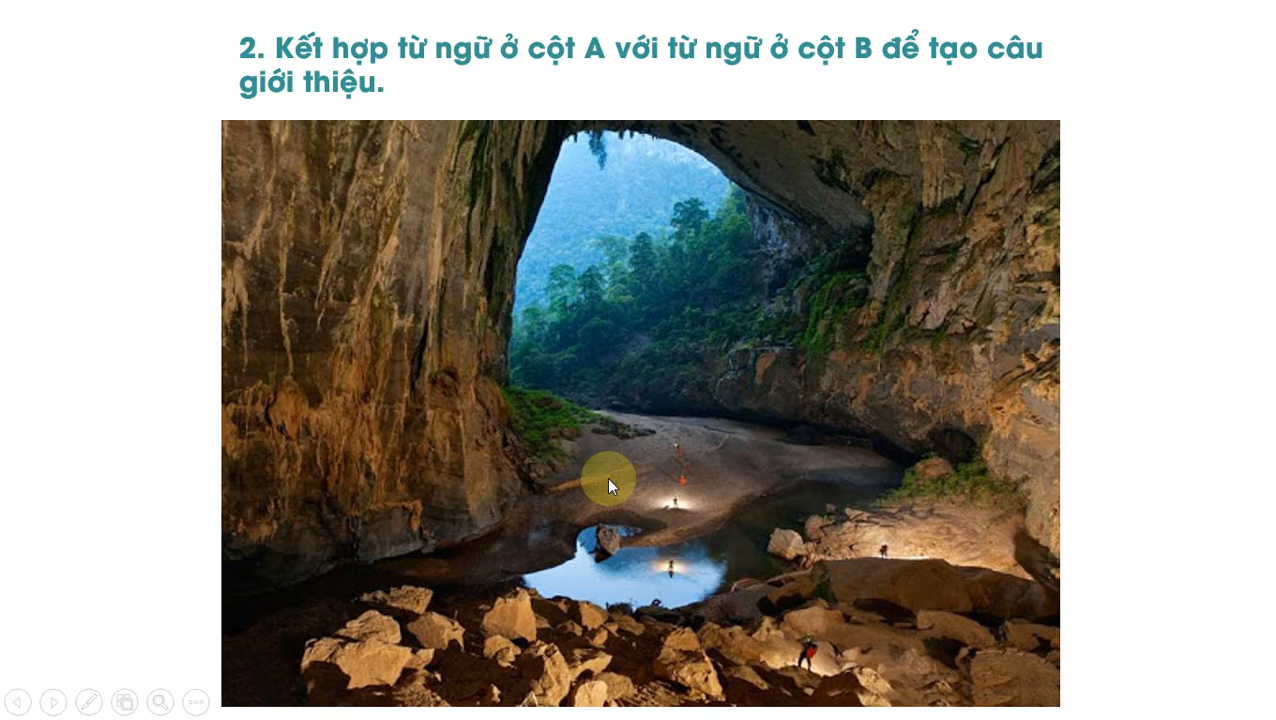 2. Kết hợp từ ngữ ở cột A với từ ngữ ở cột B để tạo câu
giới thiệu.